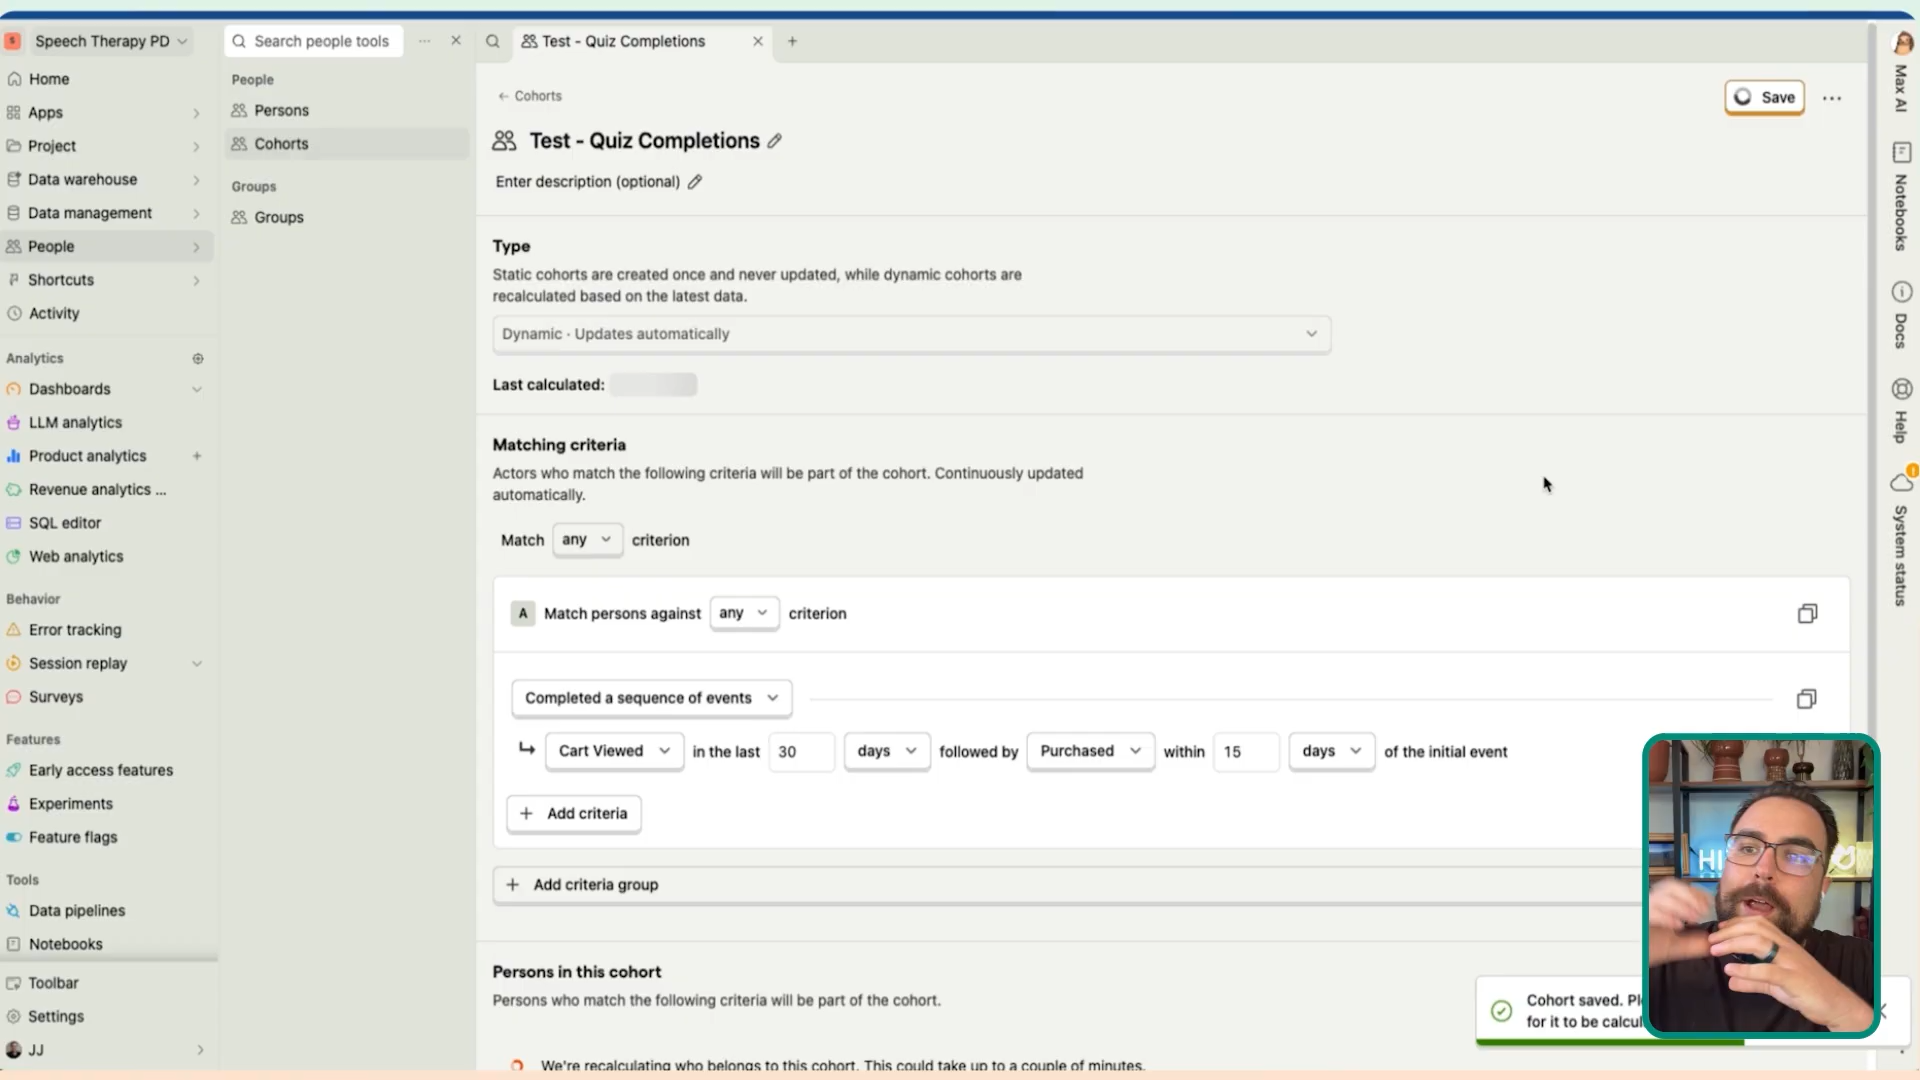 Speech Therapy PD
Home
Apps
Project
Data warehouse
Data management
People
Shortcuts
Activity
Analytics
Dashboards
LLM analytics
Product analytics
Revenue analytics ...
SQL editor
Web analytics
Behavior
Error tracking
Session replay
Surveys
Features
Early access features
Experiments
Feature flags
Tools
Data pipelines
Notebooks
Toolbar
Settings
JJ
Search people tools
People
Persons
Cohorts
Groups
Groups
Test - Quiz Completions
Cohorts
Save
Test - Quiz Completions
Enter description (optional)
Type
Static cohorts are created once and never updated, while dynamic cohorts are
recalculated based on the latest data.
Dynamic · Updates automatically
Last calculated:
Matching criteria
Actors who match the following criteria will be part of the cohort. Continuously updated
automatically.
Match any criterion
A Match persons against any criterion
Completed a sequence of events
Cart Viewed in the last 30 days followed by Purchased within 15 days of the initial event
+ Add criteria
+ Add criteria group
Persons in this cohort
Persons who match the following criteria will be part of the cohort.
We're recalculating who belongs to this cohort. This could take up to a couple of minutes.
Cohort saved.
for it to be
Max AI
Notebooks
Docs
Help
System status